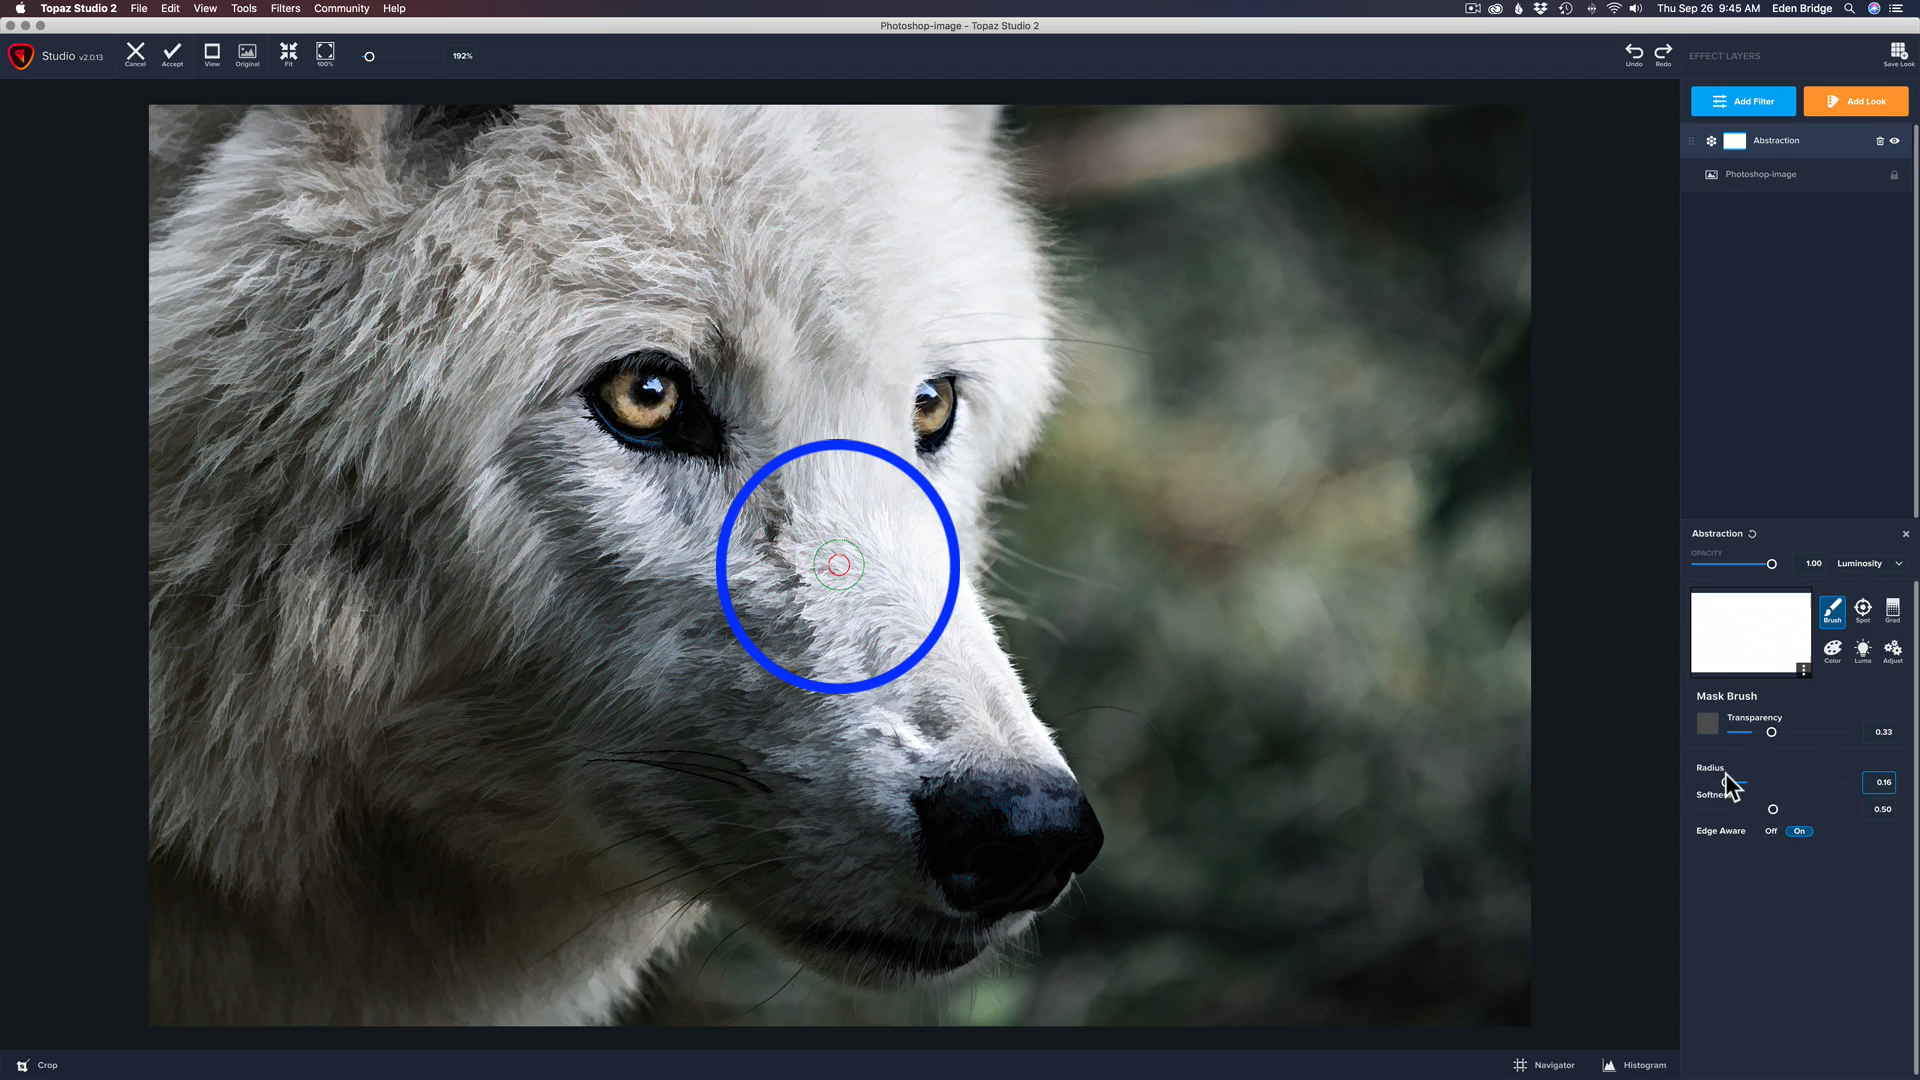 Topaz Studio 2 File Edit View Tools Filters Community Help Thu Sep 26 9:45 AM Eden Bridge
Photoshop-image - Topaz Studio 2
Studio v2.0.13 Cancel Accept View Original Fit 100% 192% Undo Redo EFFECT LAYERS Save Look
Add Filter Add Look
Abstraction
Photoshop-image
Abstraction
OPACITY
1.00 Luminosity
Brush Spot Grad
Color Luma Adjust
Mask Brush
Transparency
0.33
Radius
0.16
0.50
Edge Aware Off On
Crop Navigator Histogram